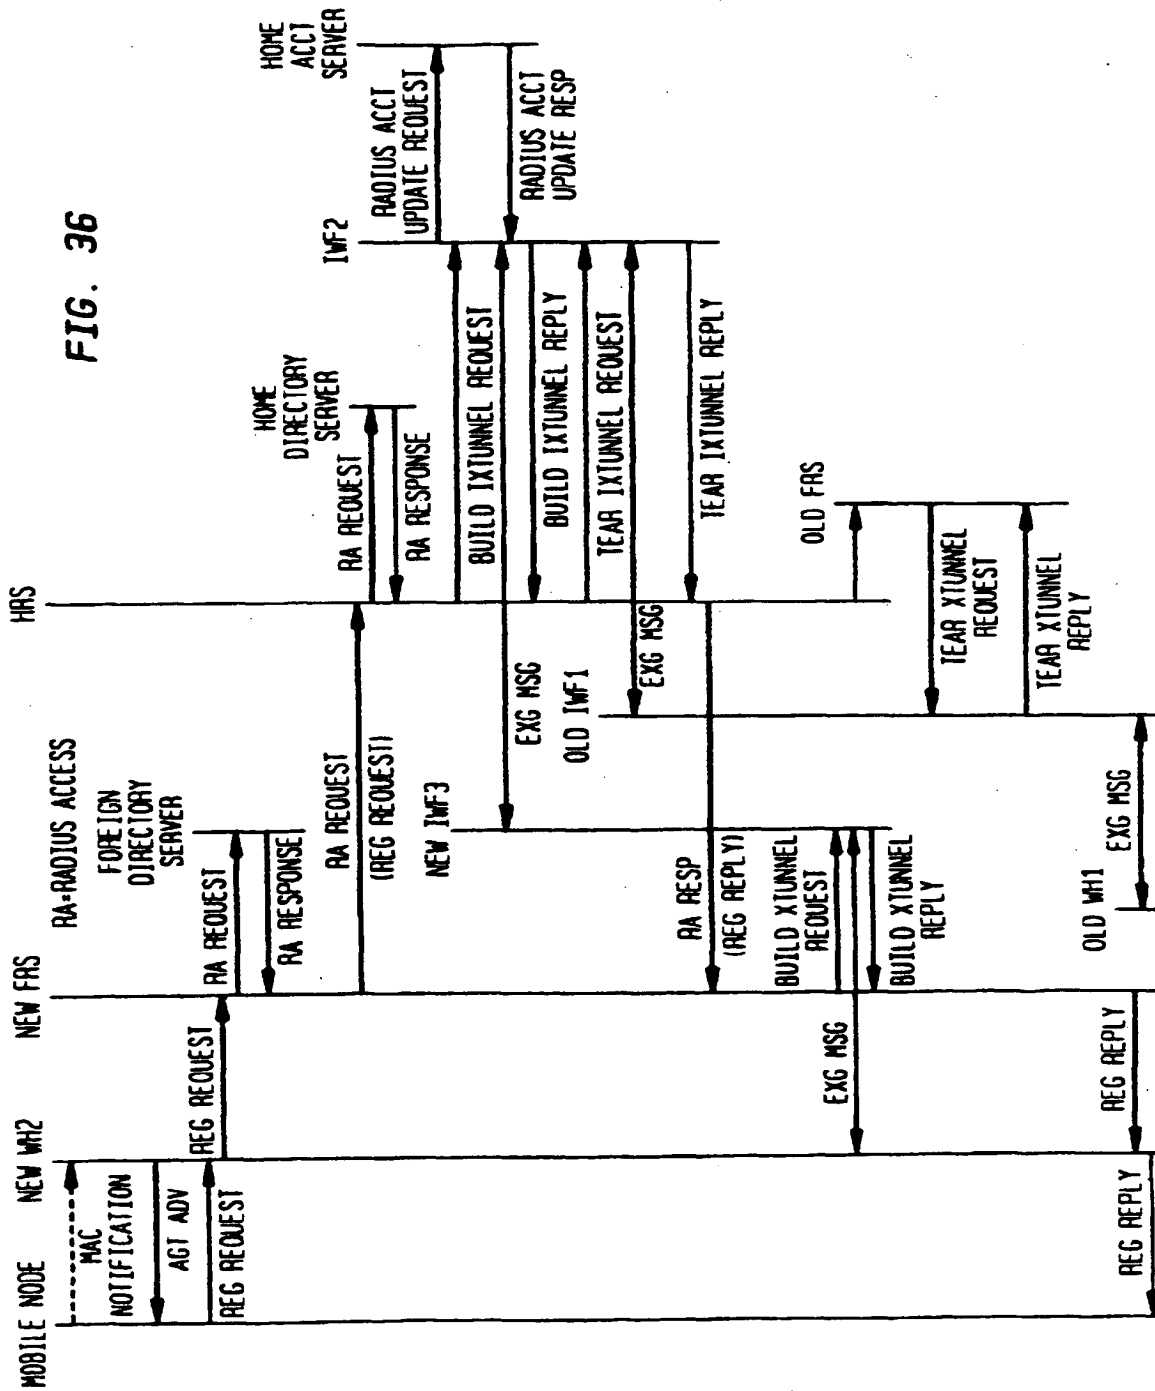 FIG. 36
RA=RADIUS ACCESS
MOBILE NODE
NEW WH2
NEW FRS
FOREIGN
DIRECTORY
SERVER
HRS
HOME
DIRECTORY
SERVER
IWF2
HOME
ACCT
SERVER
MAC
NOTIFICATION
AGT ADV
REG REQUEST
REG REQUEST
RA REQUEST
RA RESPONSE
RA REQUEST
(REG REQUEST)
RA REQUEST
RA RESPONSE
RADIUS ACCT
UPDATE REQUEST
RADIUS ACCT
UPDATE RESP
BUILD IXTUNNEL REQUEST
NEW IWF3
EXG MSG
BUILD IXTUNNEL REPLY
OLD IWF1
TEAR IXTUNNEL REQUEST
EXG MSG
TEAR IXTUNNEL REPLY
RA RESP
(REG REPLY)
BUILD XTUNNEL
REQUEST
EXG MSG
BUILD XTUNNEL
REPLY
OLD FRS
TEAR XTUNNEL
REQUEST
TEAR XTUNNEL
REPLY
OLD WH1
EXG MSG
REG REPLY
REG REPLY